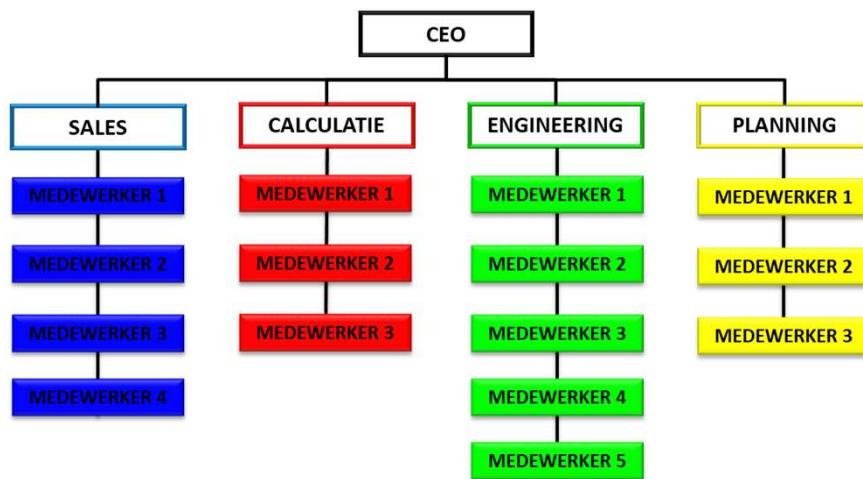 CEO
SALES
CALCULATIE
ENGINEERING
PLANNING
MEDEWERKER 1
MEDEWERKER 1
MEDEWERKER 1
MEDEWERKER 1
MEDEWERKER 2
MEDEWERKER 2
MEDEWERKER 2
MEDEWERKER 2
MEDEWERKER 3
MEDEWERKER 3
MEDEWERKER 3
MEDEWERKER 3
MEDEWERKER 4
MEDEWERKER 4
MEDEWERKER 5